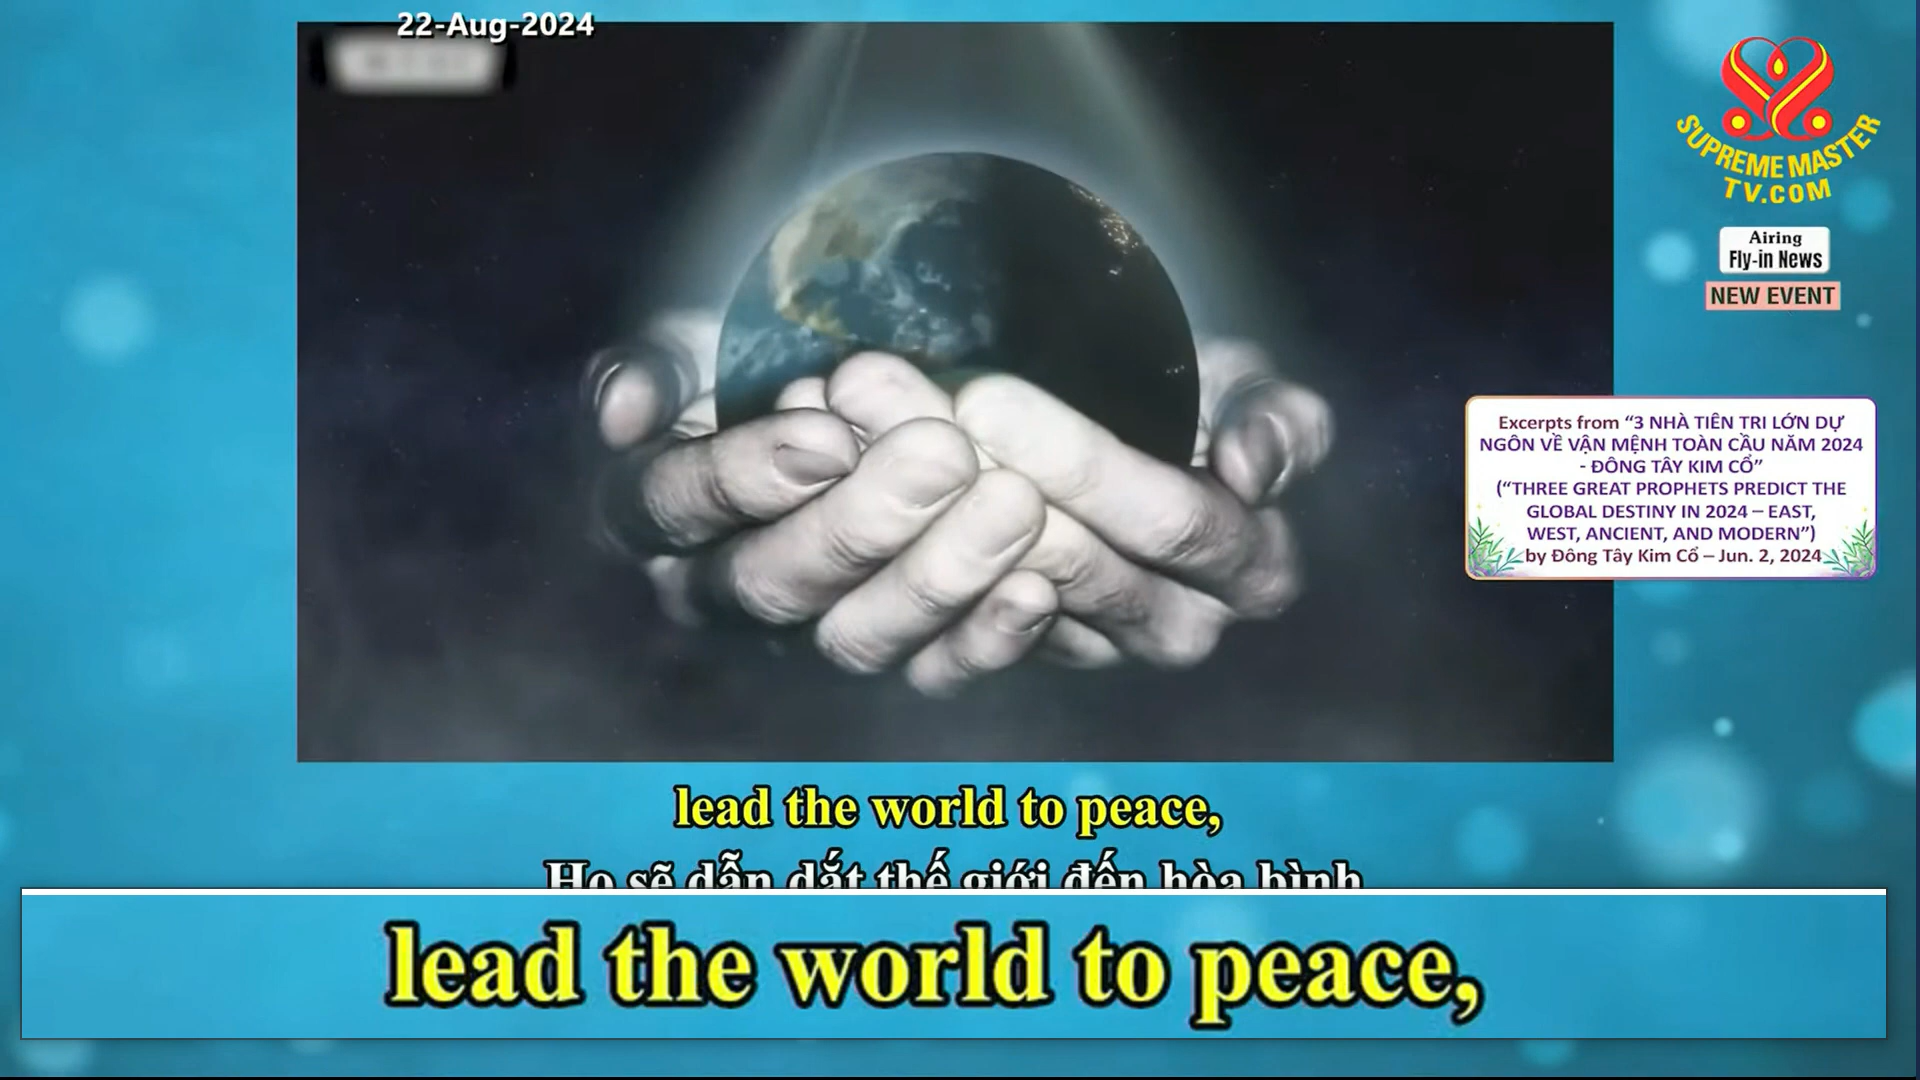 22-Aug-2024
SUPREME MASTER
TV.COM
Airing
Fly-in News
NEW EVENT
Excerpts from “3 NHÀ TIÊN TRI LỚN DỰ
NGÔN VỀ VẬN MỆNH TOÀN CẦU NĂM 2024
- ĐÔNG TÂY KIM CỔ”
(“THREE GREAT PROPHETS PREDICT THE
GLOBAL DESTINY IN 2024 – EAST,
WEST, ANCIENT, AND MODERN”)
by Đông Tây Kim Cổ – Jun. 2, 2024
lead the world to peace,
Họ sẽ dẫn dắt thế giới đến hòa bình
lead the world to peace,